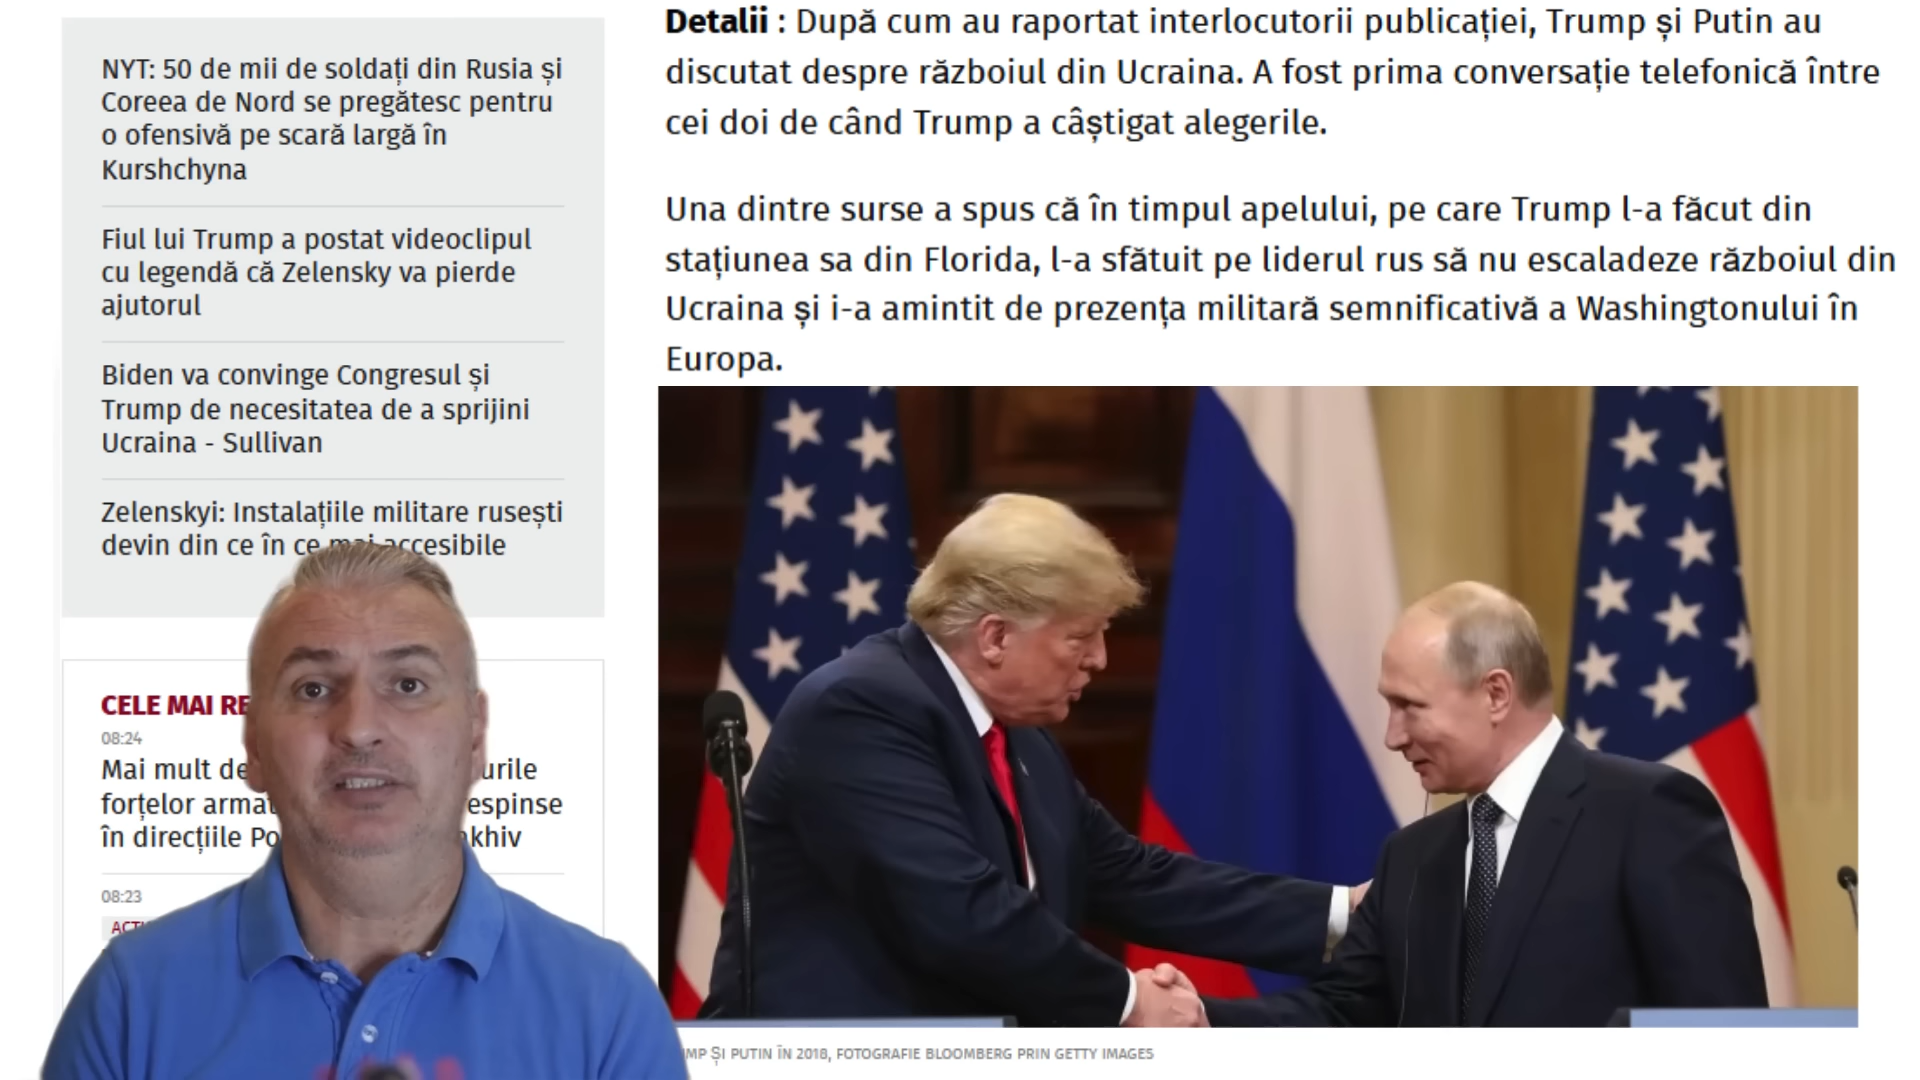 NYT: 50 de mii de soldați din Rusia și
Coreea de Nord se pregătesc pentru
o ofensivă pe scară largă în
Kurshchyna
Fiul lui Trump a postat videoclipul
cu legendă că Zelensky va pierde
ajutorul
Biden va convinge Congresul și
Trump de necesitatea de a sprijini
Ucraina - Sullivan
Zelenskyi: Instalațiile militare rusești
devin din ce în ce mai accesibile
CELE MAI RE
08:24
Mai mult de urile
forțelor armat espinse
în direcțiile Po khiv
08:23
Detalii : După cum au raportat interlocutorii publicației, Trump și Putin au
discutat despre războiul din Ucraina. A fost prima conversație telefonică între
cei doi de când Trump a câștigat alegerile.
Una dintre surse a spus că în timpul apelului, pe care Trump l-a făcut din
stațiunea sa din Florida, l-a sfătuit pe liderul rus să nu escaladeze războiul din
Ucraina și i-a amintit de prezența militară semnificativă a Washingtonului în
Europa.
MP ȘI PUTIN ÎN 2018, FOTOGRAFIE BLOOMBERG PRIN GETTY IMAGES